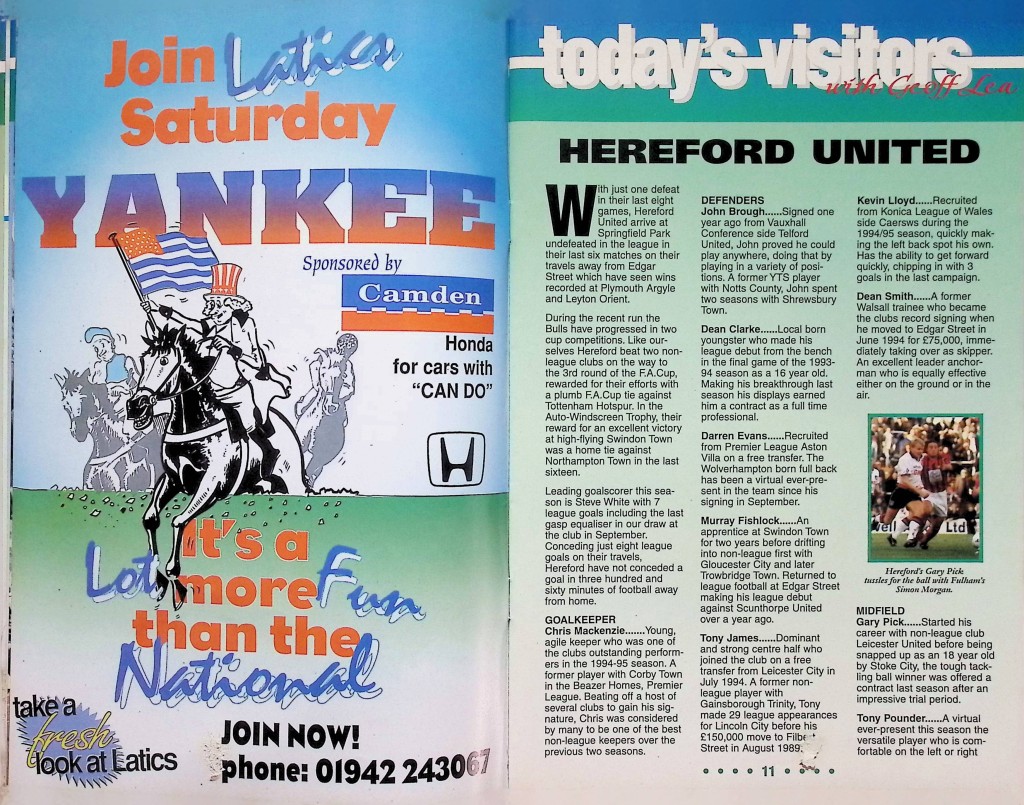 Join Latics
Saturday
YANKEE
Sponsored by
Camden
Honda
for cars with
"CAN DO"
It's a
Lot more Fun
than the
National
take a
fresh
look at Latics
JOIN NOW!
phone: 01942 243067
today's visitors
with Geoff Lea
HEREFORD UNITED
With just one defeat
in their last eight
games, Hereford
United arrive at
Springfield Park
undefeated in the league in
their last six matches on their
travels away from Edgar
Street which have seen wins
recorded at Plymouth Argyle
and Leyton Orient.
During the recent run the
Bulls have progressed in two
cup competitions. Like our-
selves Hereford beat two non-
league clubs on the way to
the 3rd round of the F.A.Cup,
rewarded for their efforts with
a plumb F.A.Cup tie against
Tottenham Hotspur. In the
Auto-Windscreen Trophy, their
reward for an excellent victory
at high-flying Swindon Town
was a home tie against
Northampton Town in the last
sixteen.
Leading goalscorer this sea-
son is Steve White with 7
league goals including the last
gasp equaliser in our draw at
the club in September.
Conceding just eight league
goals on their travels,
Hereford have not conceded a
goal in three hundred and
sixty minutes of football away
from home.
GOALKEEPER
Chris Mackenzie.......Young,
agile keeper who was one of
the clubs outstanding perform-
ers in the 1994-95 season. A
former player with Corby Town
in the Beazer Homes, Premier
League. Beating off a host of
several clubs to gain his sig-
nature, Chris was considered
by many to be one of the best
non-league keepers over the
previous two seasons.
DEFENDERS
John Brough......Signed one
year ago from Vauxhall
Conference side Telford
United, John proved he could
play anywhere, doing that by
playing in a variety of posi-
tions. A former YTS player
with Notts County, John spent
two seasons with Shrewsbury
Town.
Dean Clarke......Local born
youngster who made his
league debut from the bench
in the final game of the 1993-
94 season as a 16 year old.
Making his breakthrough last
season his displays earned
him a contract as a full time
professional.
Darren Evans......Recruited
from Premier League Aston
Villa on a free transfer. The
Wolverhampton born full back
has been a virtual ever-pre-
sent in the team since his
signing in September.
Murray Fishlock......An
apprentice at Swindon Town
for two years before drifting
into non-league first with
Gloucester City and later
Trowbridge Town. Returned to
league football at Edgar Street
making his league debut
against Scunthorpe United
over a year ago.
Tony James......Dominant
and strong centre half who
joined the club on a free
transfer from Leicester City in
July 1994. A former non-
league player with
Gainsborough Trinity, Tony
made 29 league appearances
for Lincoln City before his
£150,000 move to Filbert
Street in August 1989.
Kevin Lloyd......Recruited
from Konica League of Wales
side Caersws during the
1994/95 season, quickly mak-
ing the left back spot his own.
Has the ability to get forward
quickly, chipping in with 3
goals in the last campaign.
Dean Smith......A former
Walsall trainee who became
the clubs record signing when
he moved to Edgar Street in
June 1994 for £75,000, imme-
diately taking over as skipper.
An excellent leader anchor-
man who is equally effective
either on the ground or in the
air.
Ltd
Hereford's Gary Pick
tussles for the ball with Fulham's
Simon Morgan.
MIDFIELD
Gary Pick......Started his
career with non-league club
Leicester United before being
snapped up as an 18 year old
by Stoke City, the tough tack-
ling ball winner was offered a
contract last season after an
impressive trial period.
Tony Pounder......A virtual
ever-present this season the
versatile player who is com-
fortable on the left or right
11